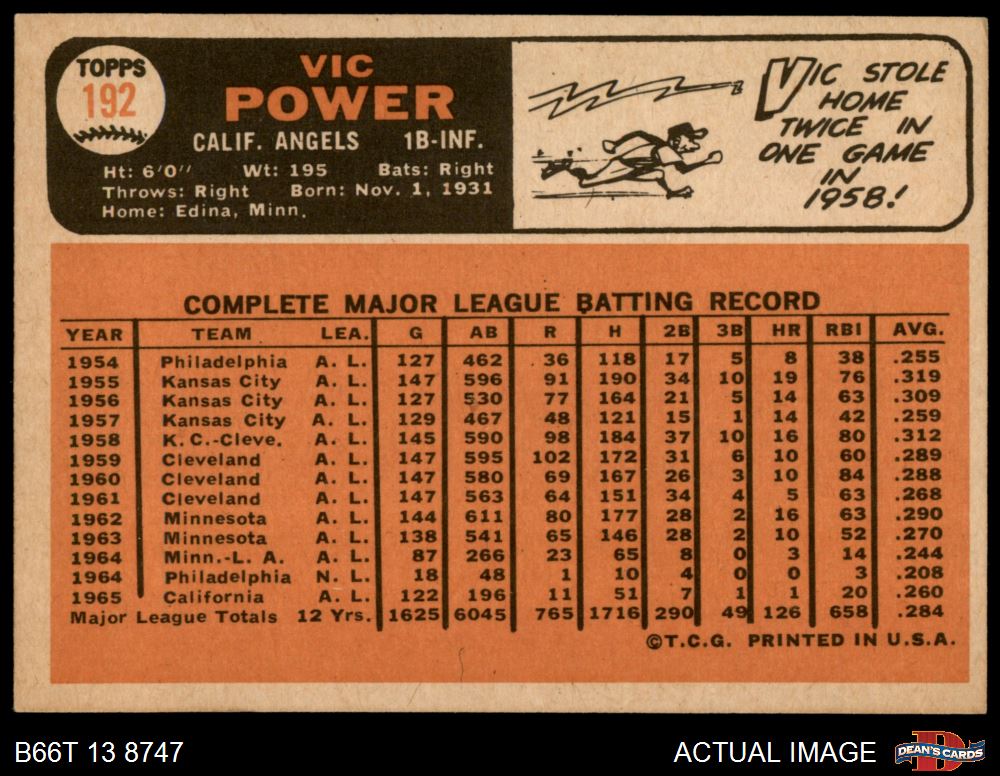 TOPPS
192
VIC
POWER
CALIF. ANGELS 1B-INF.
Ht: 6'0" Wt: 195 Bats: Right
Throws: Right Born: Nov. 1, 1931
Home: Edina, Minn.
VIC STOLE
HOME
TWICE IN
ONE GAME
IN
1958!
COMPLETE MAJOR LEAGUE BATTING RECORD
YEAR TEAM LEA. G AB R H 2B 3B HR RBI AVG.
1954 Philadelphia A. L. 127 462 36 118 17 5 8 38 .255
1955 Kansas City A. L. 147 596 91 190 34 10 19 76 .319
1956 Kansas City A. L. 127 530 77 164 21 5 14 63 .309
1957 Kansas City A. L. 129 467 48 121 15 1 14 42 .259
1958 K. C.-Cleve. A. L. 145 590 98 184 37 10 16 80 .312
1959 Cleveland A. L. 147 595 102 172 31 6 10 60 .289
1960 Cleveland A. L. 147 580 69 167 26 3 10 84 .288
1961 Cleveland A. L. 147 563 64 151 34 4 5 63 .268
1962 Minnesota A. L. 144 611 80 177 28 2 16 63 .290
1963 Minnesota A. L. 138 541 65 146 28 2 10 52 .270
1964 Minn.-L. A. A. L. 87 266 23 65 8 0 3 14 .244
1964 Philadelphia N. L. 18 48 1 10 4 0 0 3 .208
1965 California A. L. 122 196 11 51 7 1 1 20 .260
Major League Totals 12 Yrs. 1625 6045 765 1716 290 49 126 658 .284
©T.C.G. PRINTED IN U.S.A.
B66T 13 8747
ACTUAL IMAGE
DEAN'S CARDS